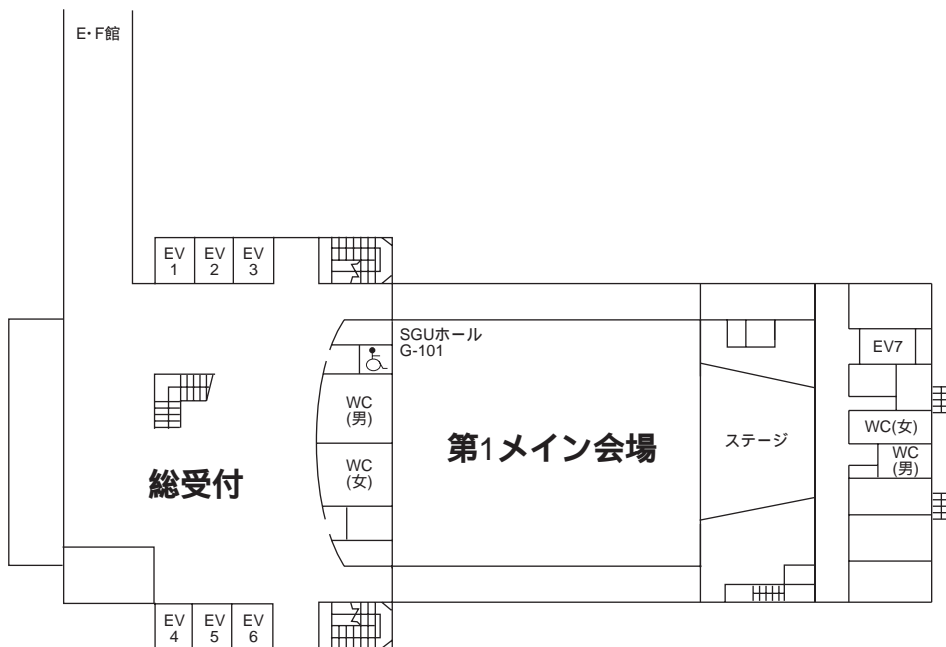 E・F館
EV
1
EV
2
EV
3
SGUホール
G-101
EV7
WC
(男)
WC(女)
第1メイン会場
ステージ
WC
(男)
総受付
WC
(女)
EV
4
EV
5
EV
6